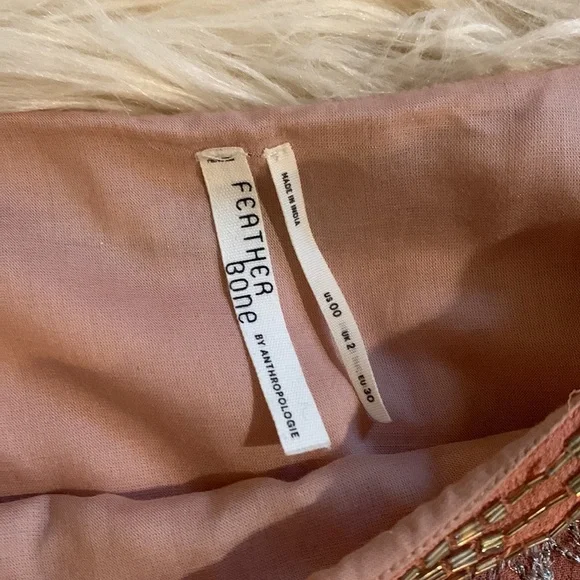 FEATHER
Bone
BY ANTHROPOLOGIE
MADE IN INDIA
US 00 UK 2 EU 30